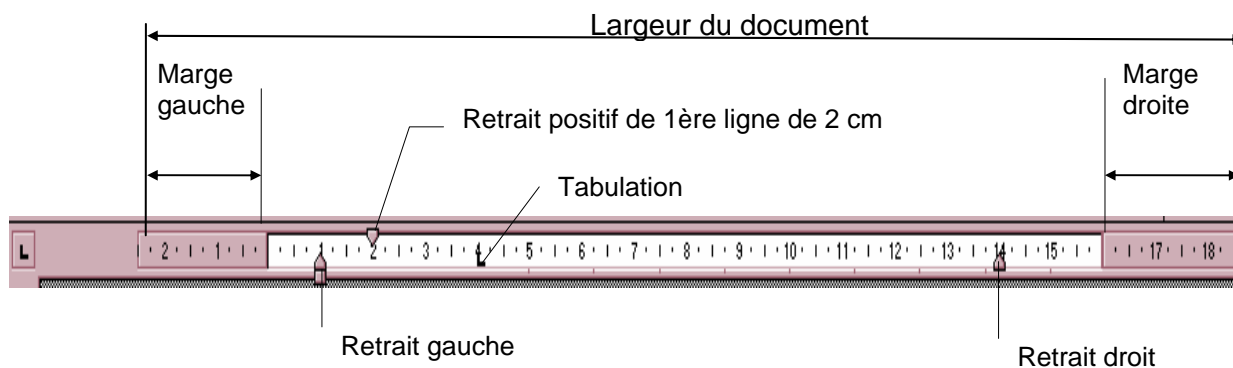 Largeur du document
Marge
gauche
Marge
droite
Retrait positif de 1ère ligne de 2 cm
Tabulation
L 2 1 1 2 3 4 5 6 7 8 9 10 11 12 13 14 15 17 18
Retrait gauche
Retrait droit